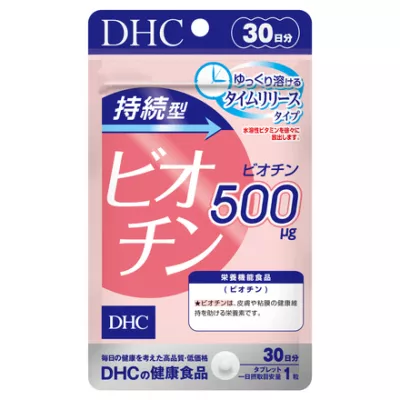 DHC
30日分
ゆっくり溶ける
タイムリリース
タイプ
水溶性ビタミンを徐々に
放出します。
持続型
ビオチン
ビオチン
500μg
栄養機能食品
(ビオチン)
★ビオチンは、皮膚や粘膜の健康維
持を助ける栄養素です。
DHC
毎日の健康を考えた高品質・低価格
DHCの健康食品
30日分
タブレット
一日摂取目安量1粒